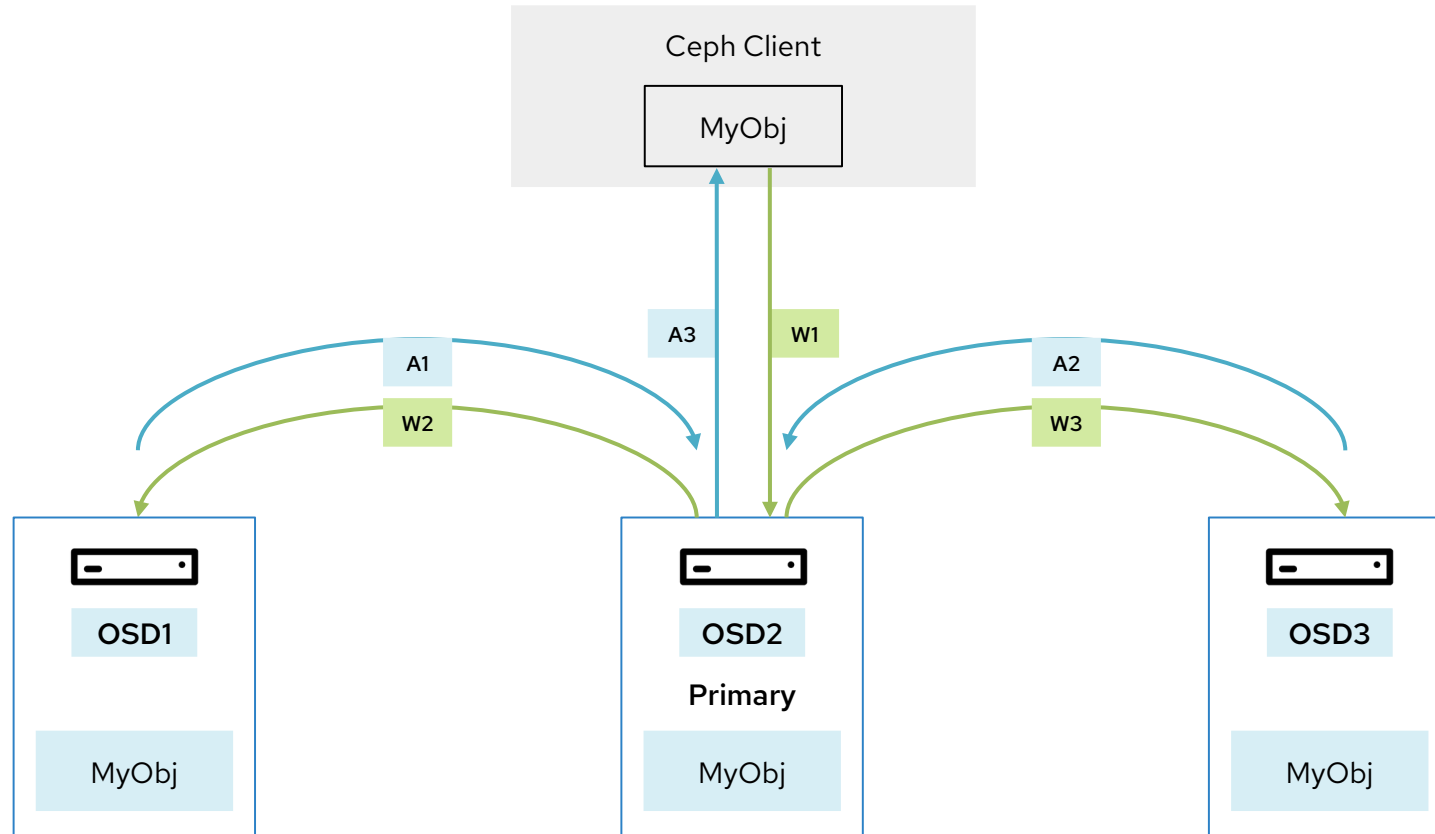 Ceph Client
MyObj
A3
W1
A1
A2
W2
W3
OSD1
OSD2
OSD3
Primary
MyObj
MyObj
MyObj